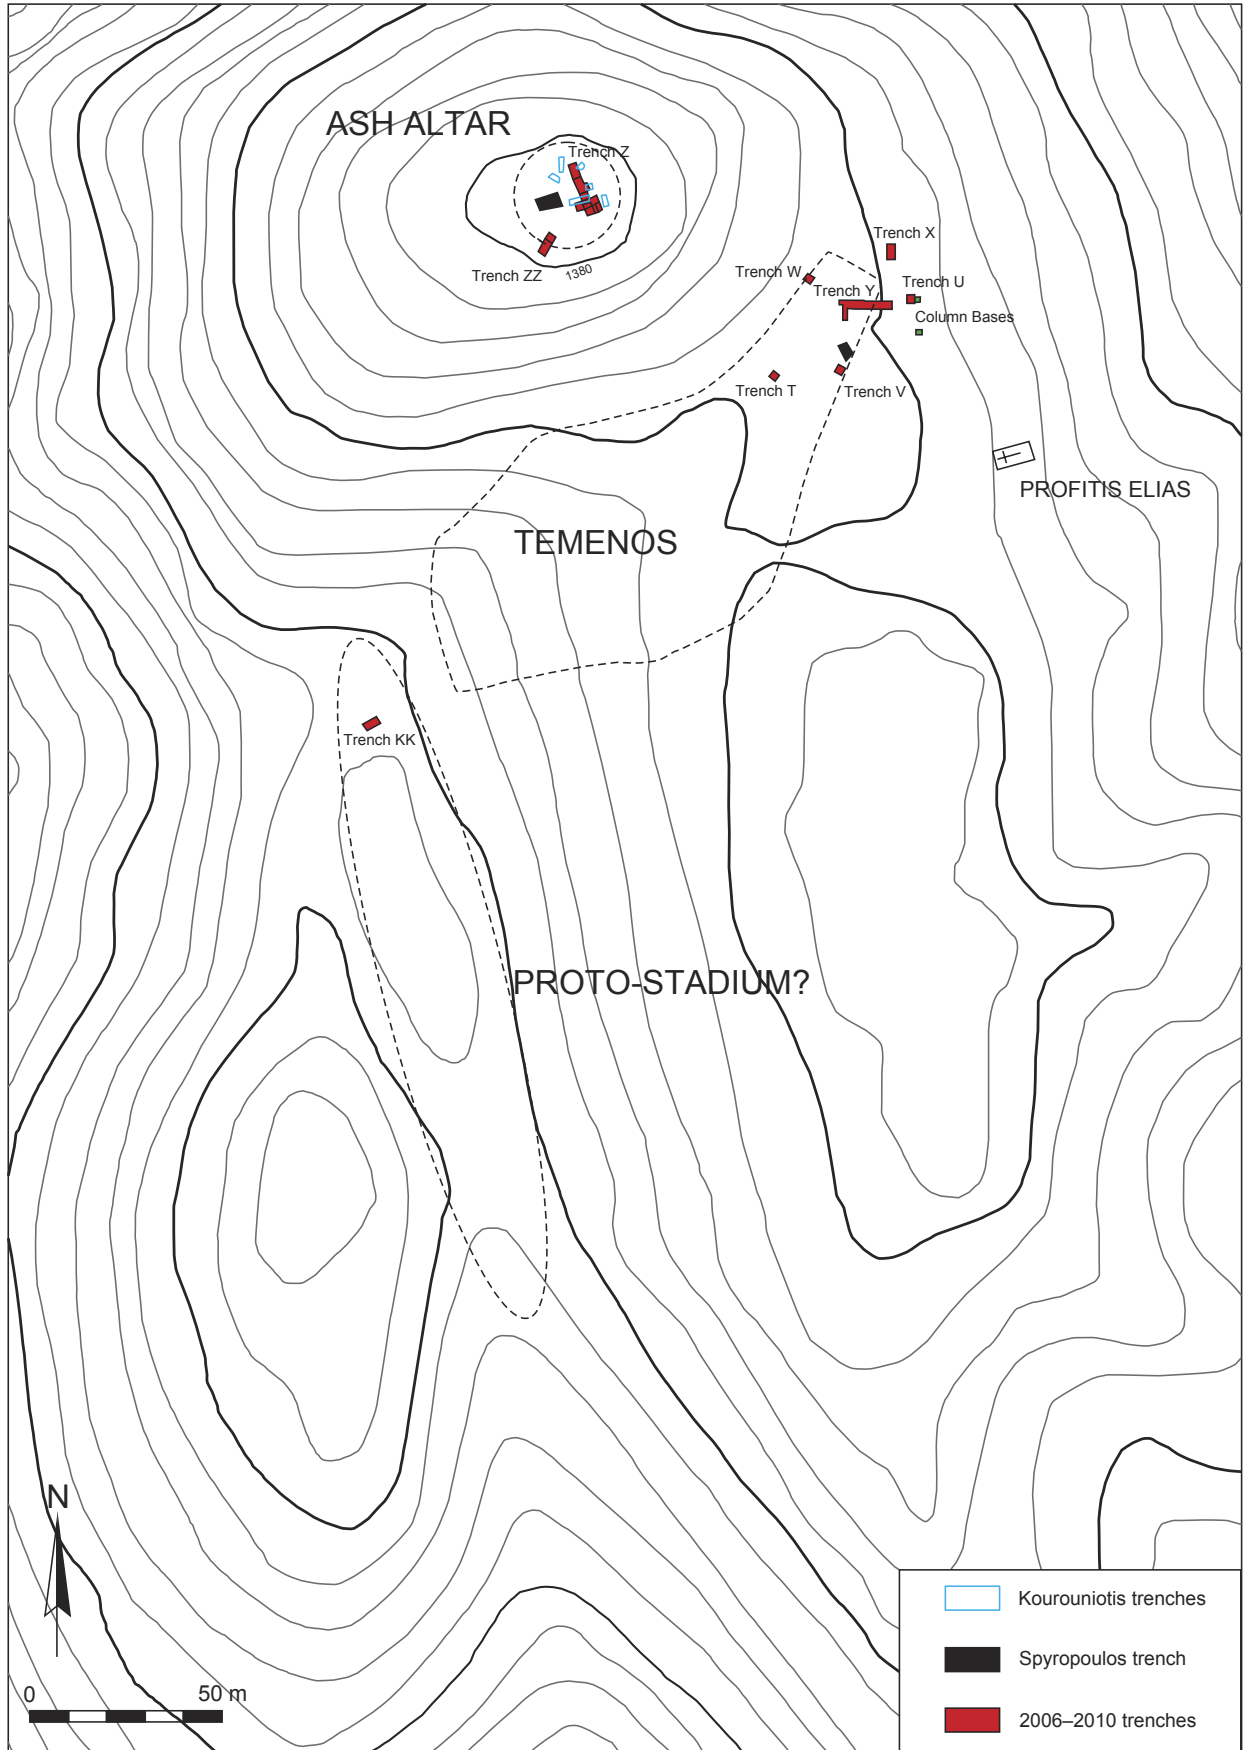 ASH ALTAR
Trench Z
Trench ZZ
1380
Trench X
Trench W
Trench U
Trench Y
Column Bases
Trench T
Trench V
PROFITIS ELIAS
TEMENOS
Trench KK
PROTO-STADIUM?
N
0 50 m
Kourouniotis trenches
Spyropoulos trench
2006–2010 trenches